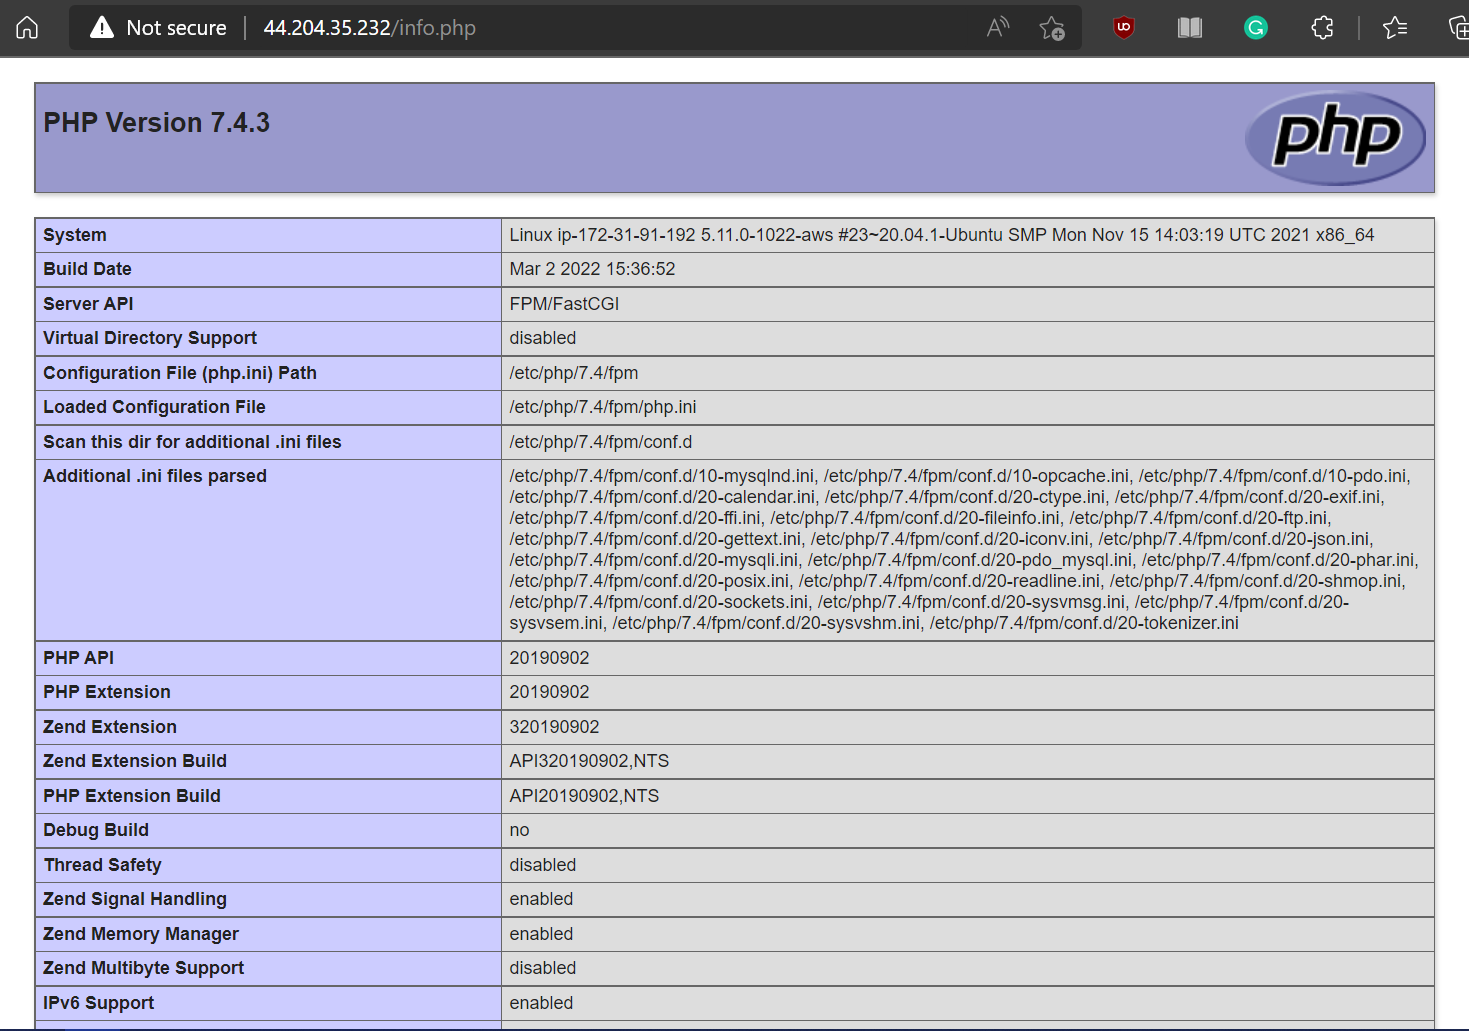 Not secure | 44.204.35.232/info.php
PHP Version 7.4.3
php
System Linux ip-172-31-91-192 5.11.0-1022-aws #23~20.04.1-Ubuntu SMP Mon Nov 15 14:03:19 UTC 2021 x86_64
Build Date Mar 2 2022 15:36:52
Server API FPM/FastCGI
Virtual Directory Support disabled
Configuration File (php.ini) Path /etc/php/7.4/fpm
Loaded Configuration File /etc/php/7.4/fpm/php.ini
Scan this dir for additional .ini files /etc/php/7.4/fpm/conf.d
Additional .ini files parsed /etc/php/7.4/fpm/conf.d/10-mysqlnd.ini, /etc/php/7.4/fpm/conf.d/10-opcache.ini, /etc/php/7.4/fpm/conf.d/10-pdo.ini,
/etc/php/7.4/fpm/conf.d/20-calendar.ini, /etc/php/7.4/fpm/conf.d/20-ctype.ini, /etc/php/7.4/fpm/conf.d/20-exif.ini,
/etc/php/7.4/fpm/conf.d/20-ffi.ini, /etc/php/7.4/fpm/conf.d/20-fileinfo.ini, /etc/php/7.4/fpm/conf.d/20-ftp.ini,
/etc/php/7.4/fpm/conf.d/20-gettext.ini, /etc/php/7.4/fpm/conf.d/20-iconv.ini, /etc/php/7.4/fpm/conf.d/20-json.ini,
/etc/php/7.4/fpm/conf.d/20-mysqli.ini, /etc/php/7.4/fpm/conf.d/20-pdo_mysql.ini, /etc/php/7.4/fpm/conf.d/20-phar.ini,
/etc/php/7.4/fpm/conf.d/20-posix.ini, /etc/php/7.4/fpm/conf.d/20-readline.ini, /etc/php/7.4/fpm/conf.d/20-shmop.ini,
/etc/php/7.4/fpm/conf.d/20-sockets.ini, /etc/php/7.4/fpm/conf.d/20-sysvmsg.ini, /etc/php/7.4/fpm/conf.d/20-
sysvsem.ini, /etc/php/7.4/fpm/conf.d/20-sysvshm.ini, /etc/php/7.4/fpm/conf.d/20-tokenizer.ini
PHP API 20190902
PHP Extension 20190902
Zend Extension 320190902
Zend Extension Build API320190902,NTS
PHP Extension Build API20190902,NTS
Debug Build no
Thread Safety disabled
Zend Signal Handling enabled
Zend Memory Manager enabled
Zend Multibyte Support disabled
IPv6 Support enabled